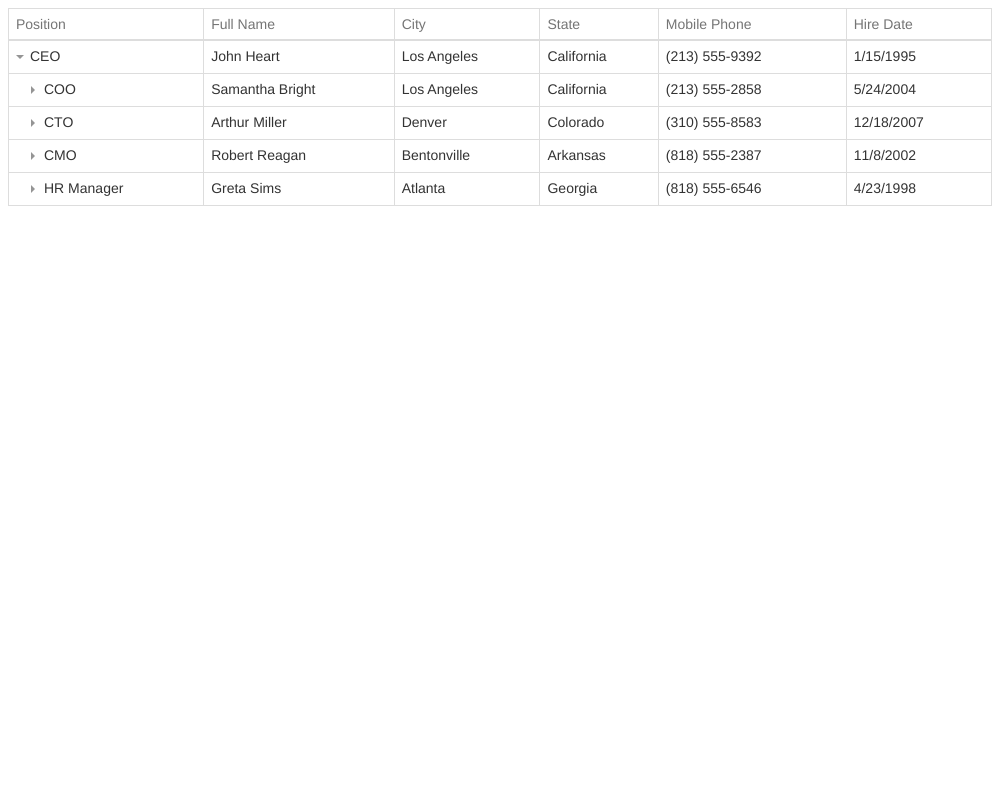 Position Full Name City State Mobile Phone Hire Date
CEO John Heart Los Angeles California (213) 555-9392 1/15/1995
COO Samantha Bright Los Angeles California (213) 555-2858 5/24/2004
CTO Arthur Miller Denver Colorado (310) 555-8583 12/18/2007
CMO Robert Reagan Bentonville Arkansas (818) 555-2387 11/8/2002
HR Manager Greta Sims Atlanta Georgia (818) 555-6546 4/23/1998